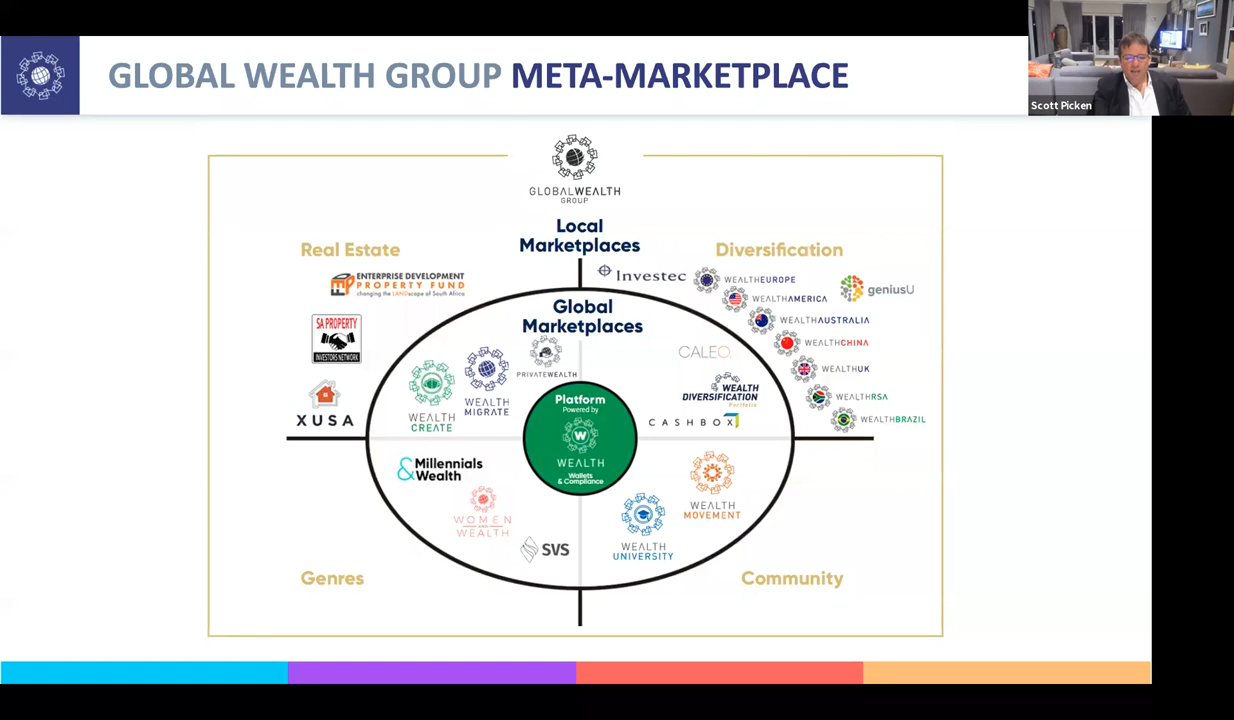 GLOBAL WEALTH GROUP META-MARKETPLACE
Scott Picken
GLOBALWEALTH
GROUP
Local
Marketplaces
Real Estate
Diversification
ENTERPRISE DEVELOPMENT
PROPERTY FUND
changing the LANDscape of South Africa
Investec
WEALTHEUROPE
geniusU
WEALTHAMERICA
Global
Marketplaces
WEALTHAUSTRALIA
SA PROPERTY
INVESTORS NETWORK
WEALTHCHINA
CALEO
PRIVATEWEALTH
WEALTHUK
WEALTH
DIVERSIFICATION
Portfolio
WEALTHRSA
XUSA
WEALTH
CREATE
WEALTH
MIGRATE
Platform
Powered by
W
WEALTH
Wallets
& Compliance
CASHBOX
WEALTHBRAZIL
&Millennials
Wealth
WOMEN
AND
WEALTH
SVS
WEALTH
UNIVERSITY
WEALTH
MOVEMENT
Genres
Community